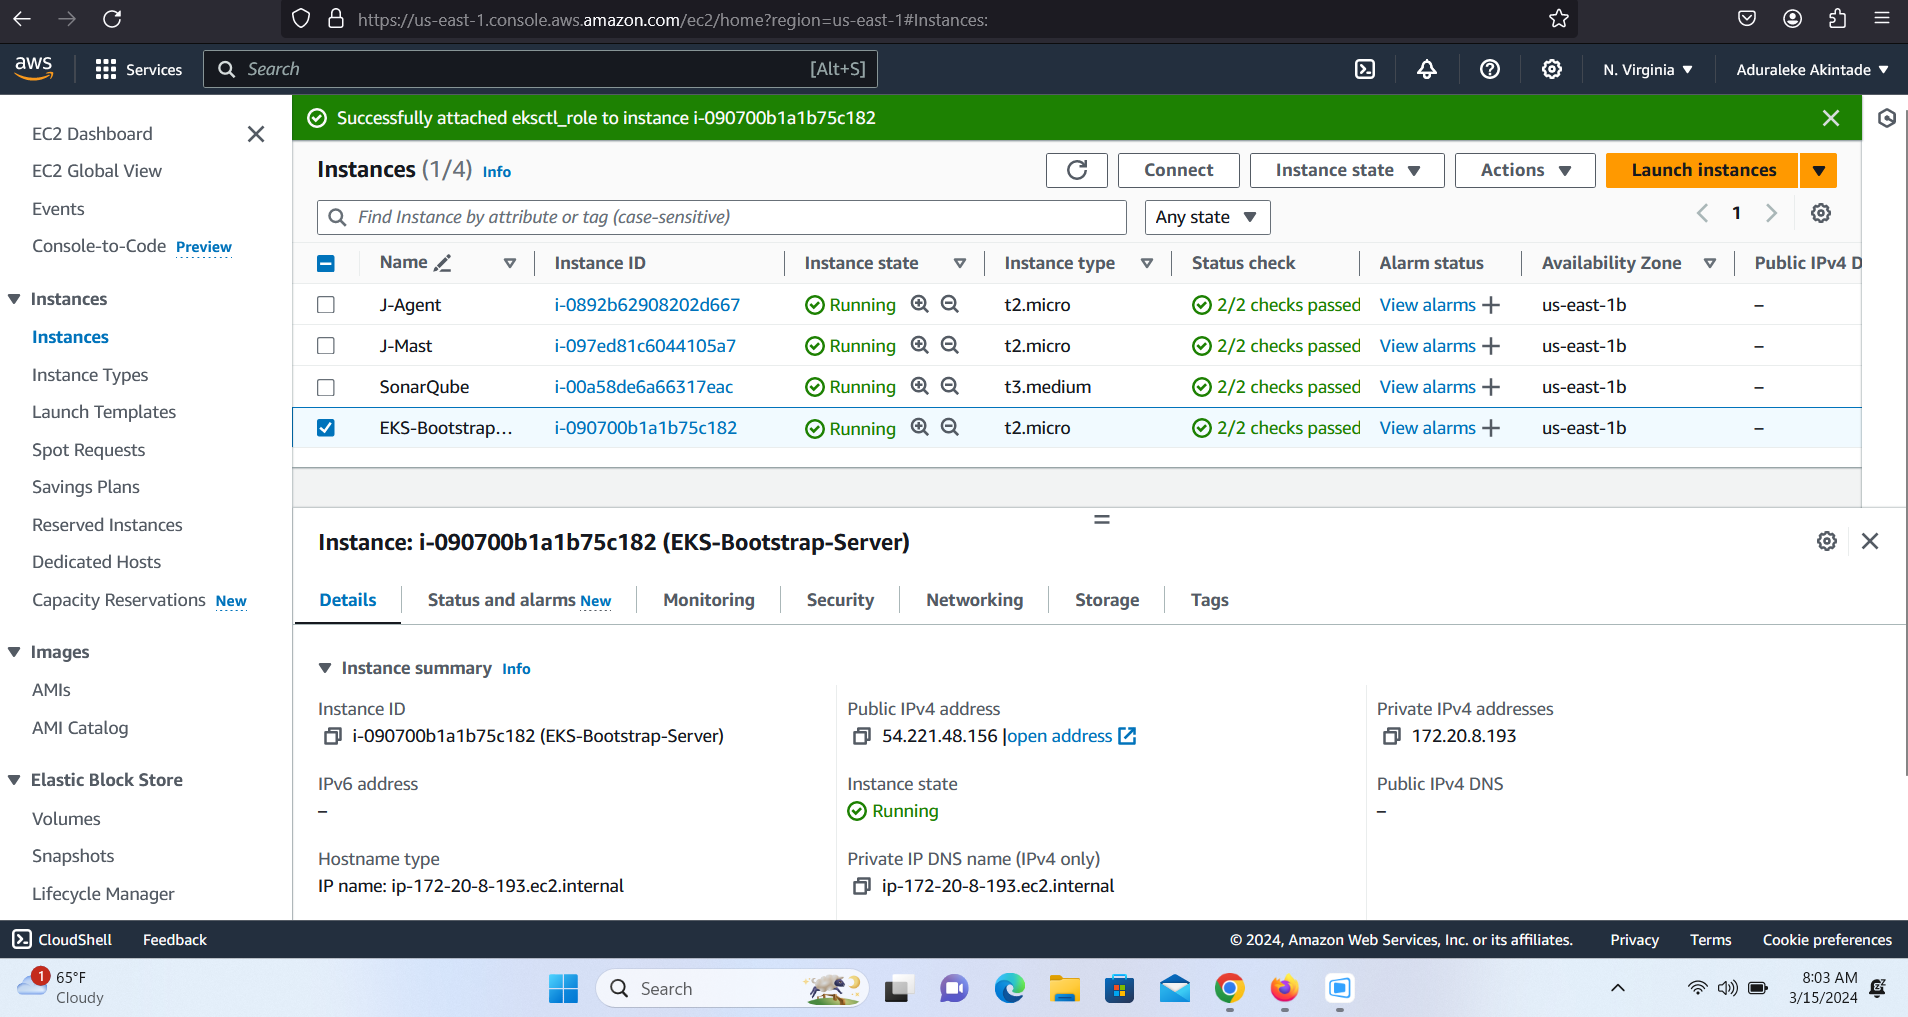 https://us-east-1.console.aws.amazon.com/ec2/home?region=us-east-1#Instances:
aws
Services
Search
[Alt+S]
N. Virginia
Aduraleke Akintade
EC2 Dashboard
EC2 Global View
Events
Console-to-Code Preview
Instances
Instances
Instance Types
Launch Templates
Spot Requests
Savings Plans
Reserved Instances
Dedicated Hosts
Capacity Reservations New
Images
AMIs
AMI Catalog
Elastic Block Store
Volumes
Snapshots
Lifecycle Manager
Successfully attached eksctl_role to instance i-090700b1a1b75c182
Instances (1/4) Info
Connect
Instance state
Actions
Launch instances
Find Instance by attribute or tag (case-sensitive)
Any state
1
Name Instance ID Instance state Instance type Status check Alarm status Availability Zone Public IPv4 D
J-Agent i-0892b62908202d667 Running t2.micro 2/2 checks passed View alarms + us-east-1b –
J-Mast i-097ed81c6044105a7 Running t2.micro 2/2 checks passed View alarms + us-east-1b –
SonarQube i-00a58de6a66317eac Running t3.medium 2/2 checks passed View alarms + us-east-1b –
EKS-Bootstrap... i-090700b1a1b75c182 Running t2.micro 2/2 checks passed View alarms + us-east-1b –
Instance: i-090700b1a1b75c182 (EKS-Bootstrap-Server)
Details
Status and alarms New
Monitoring
Security
Networking
Storage
Tags
Instance summary Info
Instance ID
i-090700b1a1b75c182 (EKS-Bootstrap-Server)
Public IPv4 address
54.221.48.156 |open address
Private IPv4 addresses
172.20.8.193
IPv6 address
–
Instance state
Running
Public IPv4 DNS
–
Hostname type
IP name: ip-172-20-8-193.ec2.internal
Private IP DNS name (IPv4 only)
ip-172-20-8-193.ec2.internal
CloudShell
Feedback
© 2024, Amazon Web Services, Inc. or its affiliates.
Privacy
Terms
Cookie preferences
1
65°F
Cloudy
Search
8:03 AM
3/15/2024